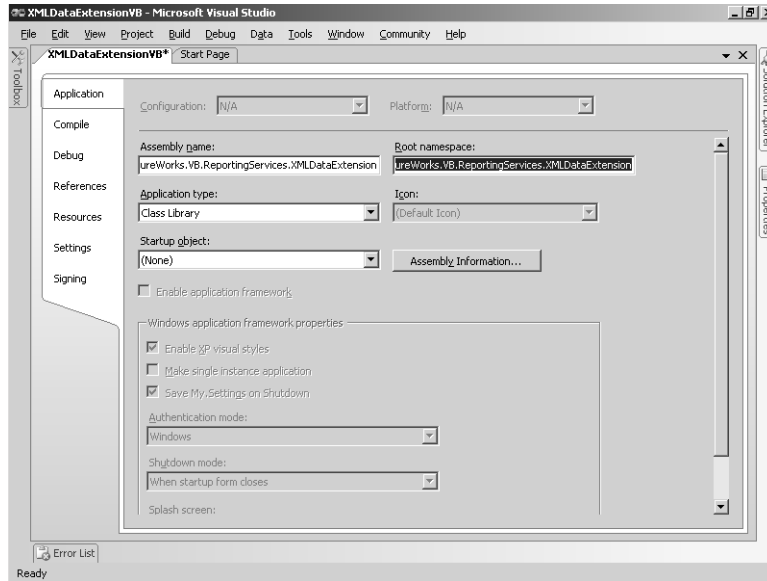 XMLDataExtensionVB - Microsoft Visual Studio
File Edit View Project Build Debug Data Tools Window Community Help
XMLDataExtensionVB* Start Page
Toolbox
Solution Explorer
Properties
Application
Compile
Debug
References
Resources
Settings
Signing
Configuration: N/A Platform: N/A
Assembly name: Root namespace:
ureWorks.VB.ReportingServices.XMLDataExtension ureWorks.VB.ReportingServices.XMLDataExtension
Application type: Icon:
Class Library (Default Icon)
Startup object:
(None) Assembly Information...
Enable application framework
Windows application framework properties
Enable XP visual styles
Make single instance application
Save My.Settings on Shutdown
Authentication mode:
Windows
Shutdown mode:
When startup form closes
Splash screen:
Error List
Ready